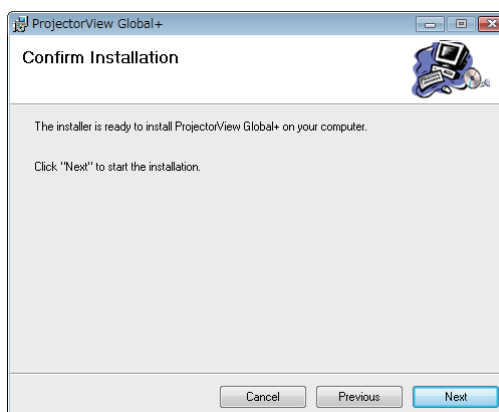 ProjectorView Global+
Confirm Installation
The installer is ready to install ProjectorView Global+ on your computer.
Click "Next" to start the installation.
Cancel
Previous
Next